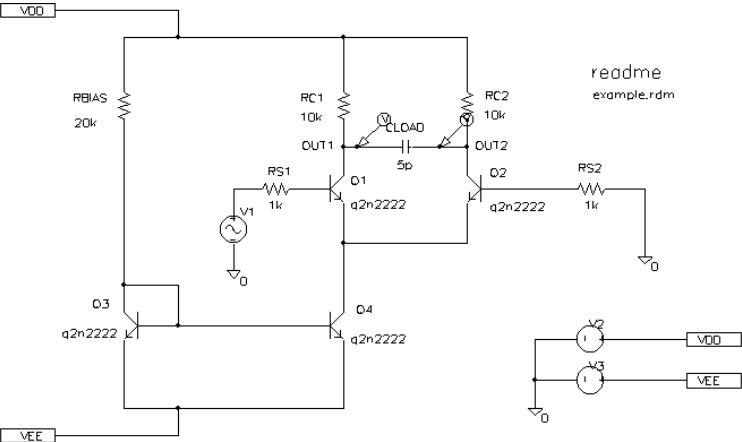 VDD
readme
example.rdm
RBIAS
20k
RC1
10k
RC2
10k
V
V
CLOAD
5p
OUT1
OUT2
RS1
1k
Q1
q2n2222
Q2
q2n2222
RS2
1k
V1
+
-
0
0
Q3
q2n2222
Q4
q2n2222
V2
VDD
V3
VEE
0
VEE